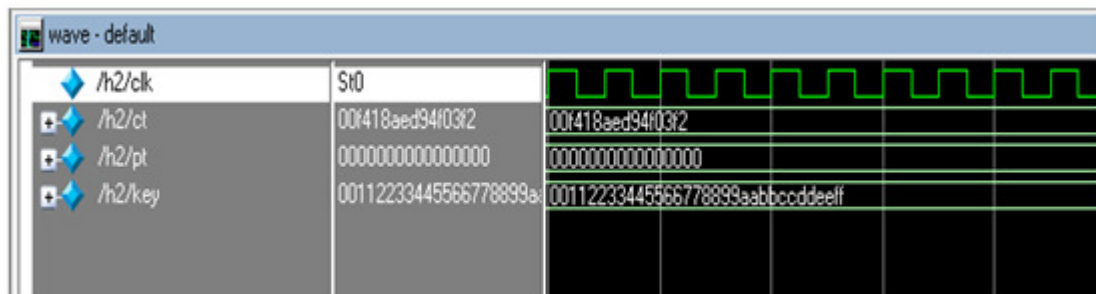 wave - default
/h2/clk St0
/h2/ct 00f418aed94f03f2 00f418aed94f03f2
/h2/pt 0000000000000000 0000000000000000
/h2/key 00112233445566778899aa 00112233445566778899aabbccddeeff